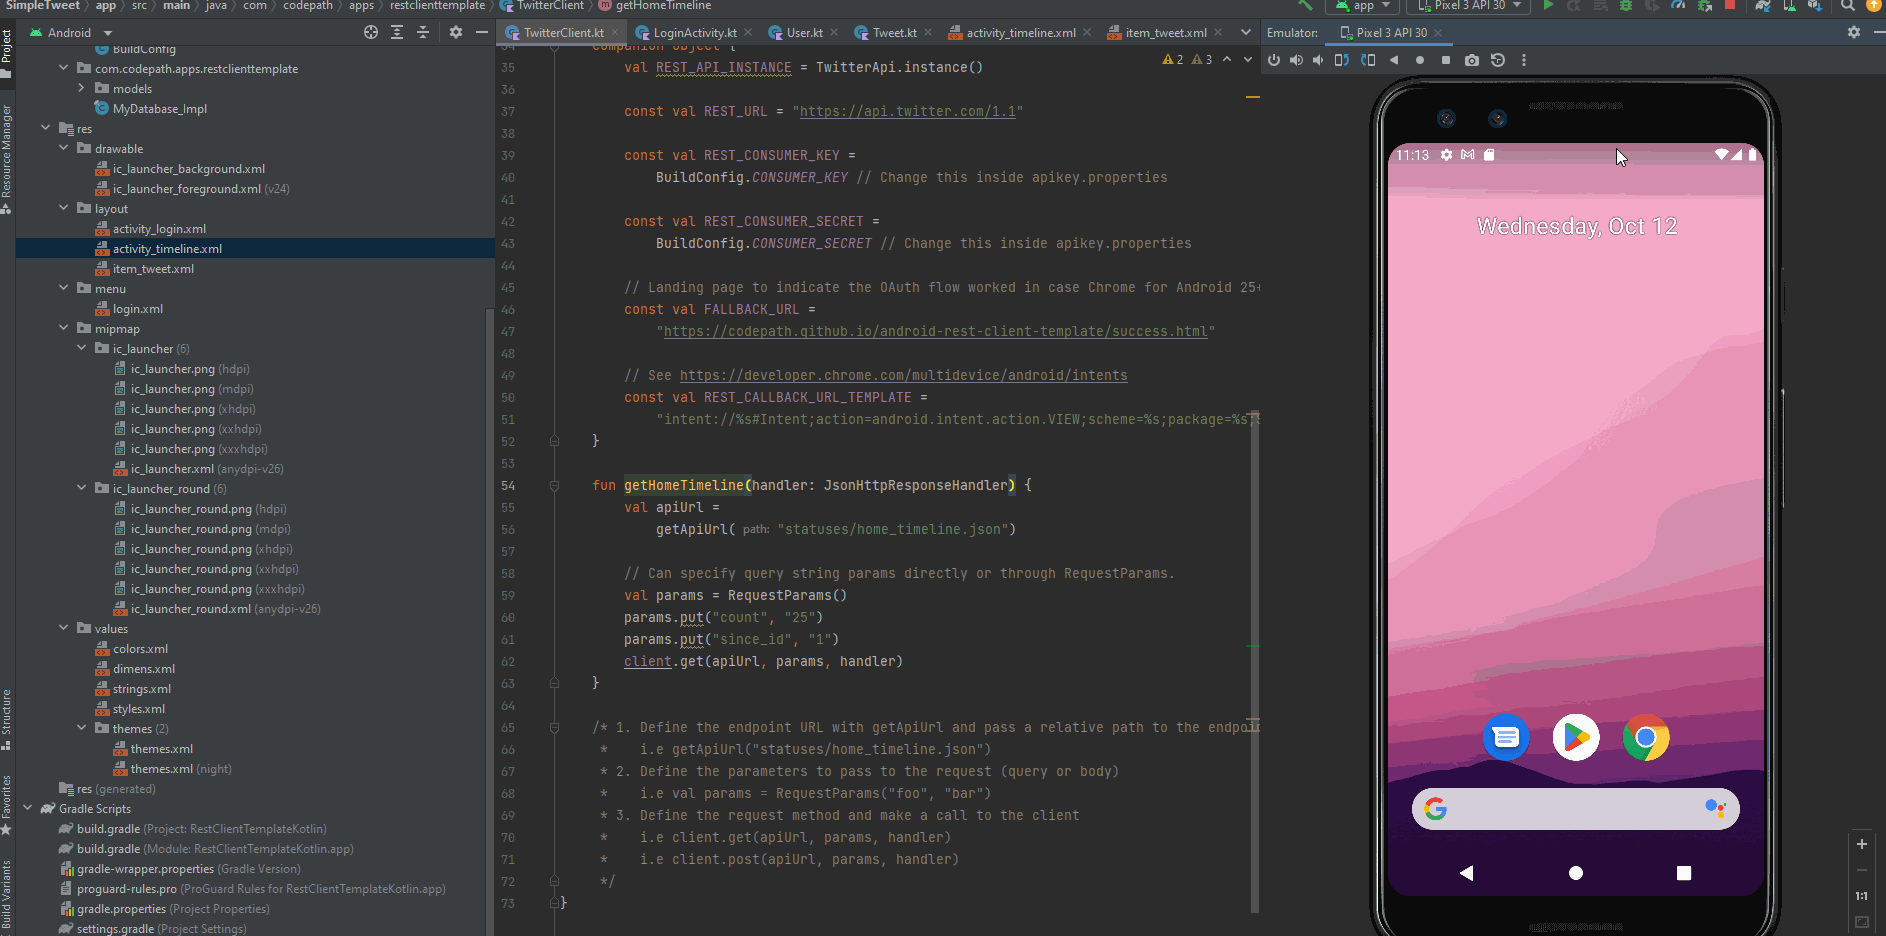 SimpleTweet app src main java com codepath apps restclienttemplate TwitterClient getHomeTimeline
app Pixel 3 API 30
Android
TwitterClient.kt LoginActivity.kt User.kt Tweet.kt activity_timeline.xml item_tweet.xml
Emulator: Pixel 3 API 30
Project
Resource Manager
Structure
Favorites
Build Variants
BuildConfig
com.codepath.apps.restclienttemplate
models
MyDatabase_Impl
res
drawable
ic_launcher_background.xml
ic_launcher_foreground.xml (v24)
layout
activity_login.xml
activity_timeline.xml
item_tweet.xml
menu
login.xml
mipmap
ic_launcher (6)
ic_launcher.png (hdpi)
ic_launcher.png (mdpi)
ic_launcher.png (xhdpi)
ic_launcher.png (xxhdpi)
ic_launcher.png (xxxhdpi)
ic_launcher.xml (anydpi-v26)
ic_launcher_round (6)
ic_launcher_round.png (hdpi)
ic_launcher_round.png (mdpi)
ic_launcher_round.png (xhdpi)
ic_launcher_round.png (xxhdpi)
ic_launcher_round.png (xxxhdpi)
ic_launcher_round.xml (anydpi-v26)
values
colors.xml
dimens.xml
strings.xml
styles.xml
themes (2)
themes.xml
themes.xml (night)
res (generated)
Gradle Scripts
build.gradle (Project: RestClientTemplateKotlin)
build.gradle (Module: RestClientTemplateKotlin.app)
gradle-wrapper.properties (Gradle Version)
proguard-rules.pro (ProGuard Rules for RestClientTemplateKotlin.app)
gradle.properties (Project Properties)
settings.gradle (Project Settings)
2 3
34 companion object {
35 val REST_API_INSTANCE = TwitterApi.instance()
36
37 const val REST_URL = "https://api.twitter.com/1.1"
38
39 const val REST_CONSUMER_KEY =
40 BuildConfig.CONSUMER_KEY // Change this inside apikey.properties
41
42 const val REST_CONSUMER_SECRET =
43 BuildConfig.CONSUMER_SECRET // Change this inside apikey.properties
44
45 // Landing page to indicate the OAuth flow worked in case Chrome for Android 25+
46 const val FALLBACK_URL =
47 "https://codepath.github.io/android-rest-client-template/success.html"
48
49 // See https://developer.chrome.com/multidevice/android/intents
50 const val REST_CALLBACK_URL_TEMPLATE =
51 "intent://%s#Intent;action=android.intent.action.VIEW;scheme=%s;package=%s;
52 }
53
54 fun getHomeTimeline(handler: JsonHttpResponseHandler) {
55 val apiUrl =
56 getApiUrl( path: "statuses/home_timeline.json")
57
58 // Can specify query string params directly or through RequestParams.
59 val params = RequestParams()
60 params.put("count", "25")
61 params.put("since_id", "1")
62 client.get(apiUrl, params, handler)
63 }
64
65 /* 1. Define the endpoint URL with getApiUrl and pass a relative path to the endpoin
66 * i.e getApiUrl("statuses/home_timeline.json")
67 * 2. Define the parameters to pass to the request (query or body)
68 * i.e val params = RequestParams("foo", "bar")
69 * 3. Define the request method and make a call to the client
70 * i.e client.get(apiUrl, params, handler)
71 * i.e client.post(apiUrl, params, handler)
72 */
73 }
11:13
Wednesday, Oct 12
1:1